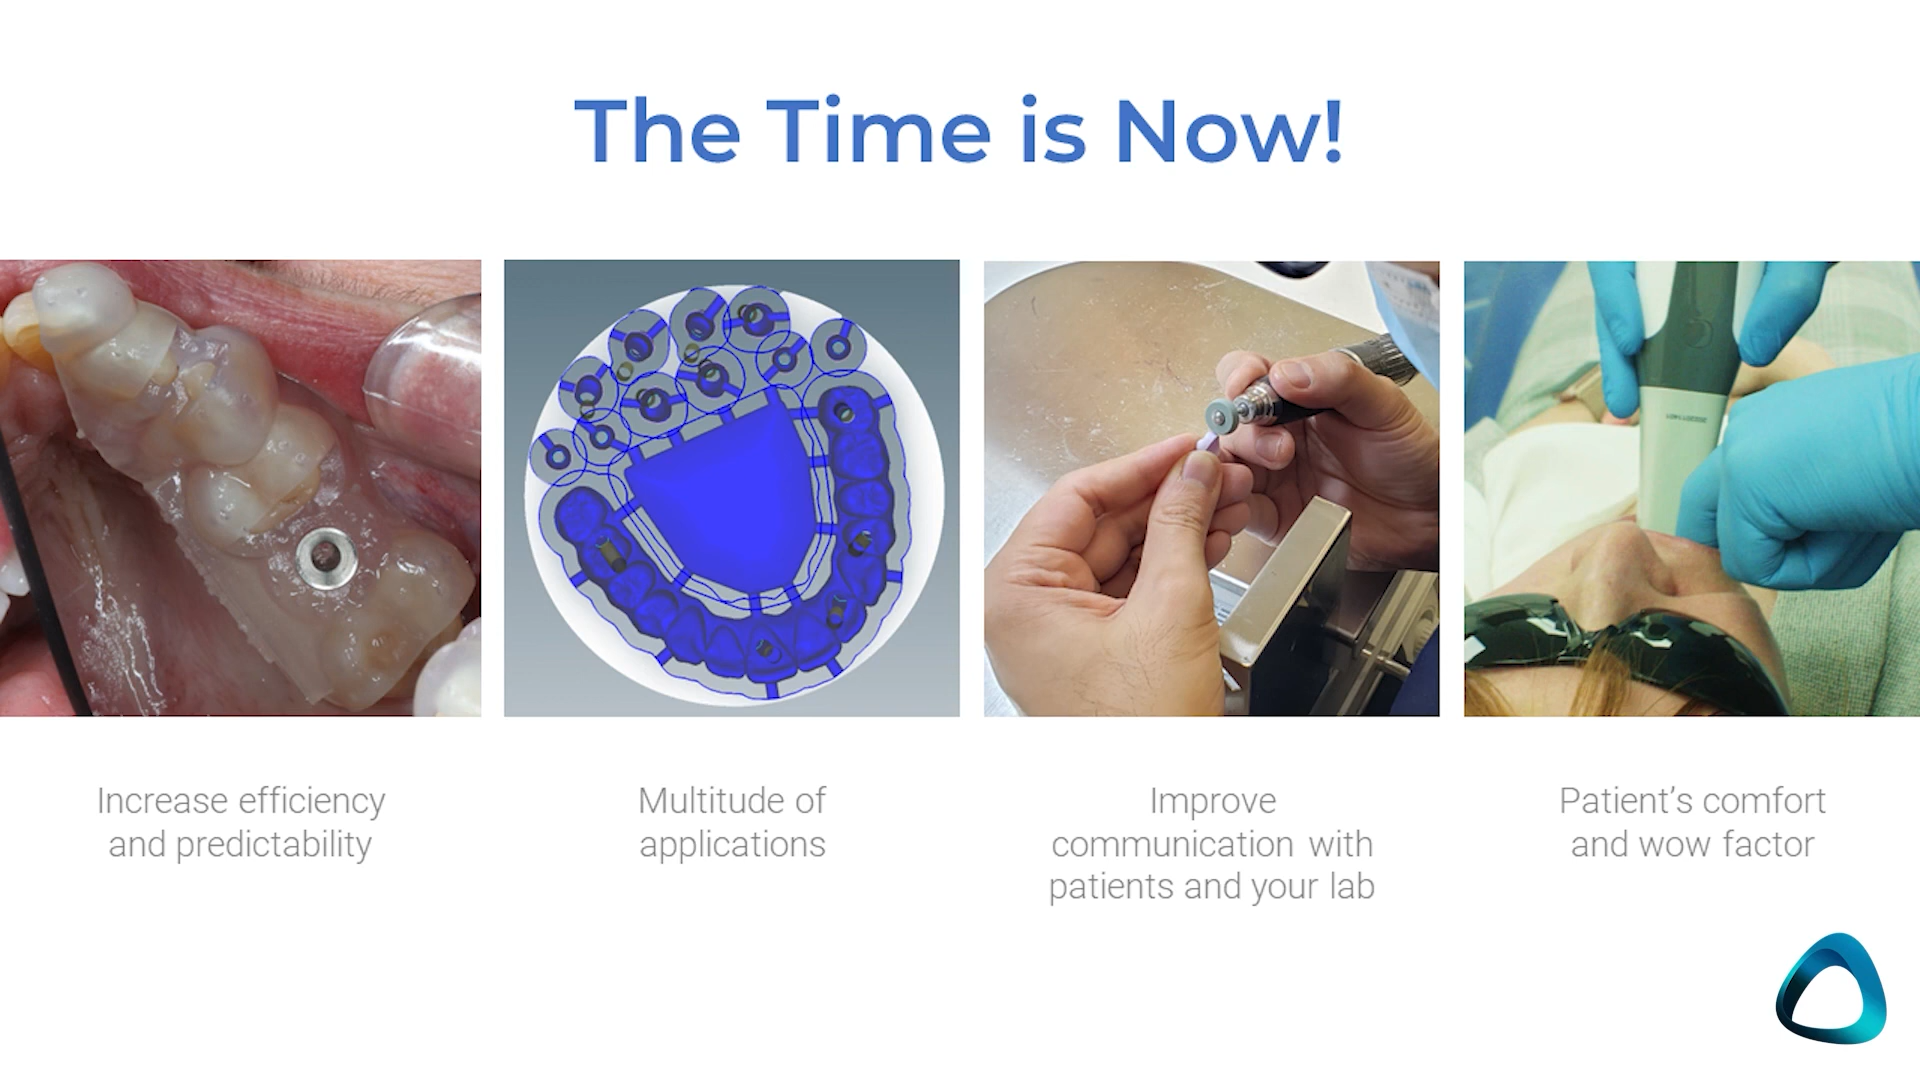 The Time is Now!
Increase efficiency
and predictability
Multitude of
applications
Improve
communication with
patients and your lab
Patient's comfort
and wow factor